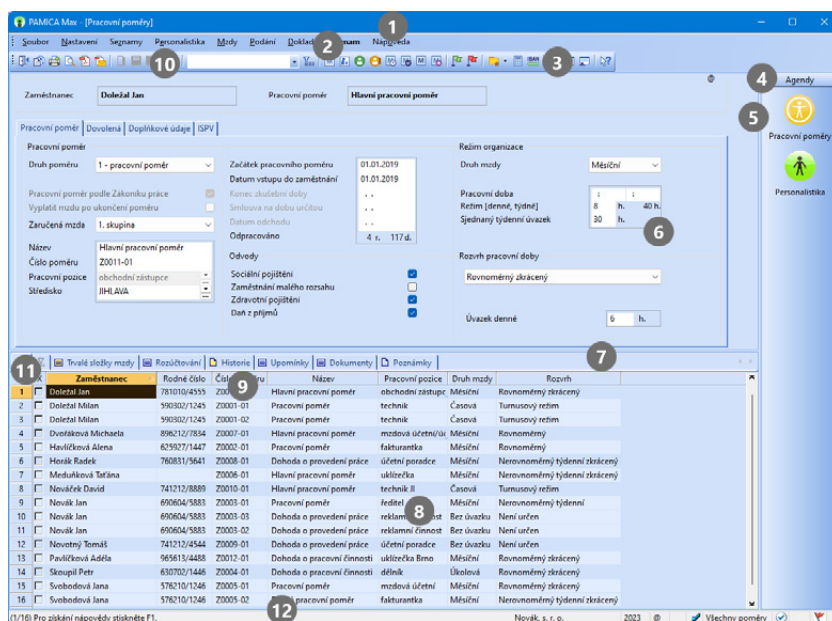 PAMICA Max - [Pracovní poměry]
1
Soubor Nastavení Seznamy Personalistika Mzdy Podání Nápověda
2
3
10
4
Agendy
Zaměstnanec Doležal Jan Pracovní poměr Hlavní pracovní poměr @
5
Pracovní poměry
Personalistika
Pracovní poměr Dovolená Doplňkové údaje ISPV
Pracovní poměr Režim organizace
Druh poměru 1 - pracovní poměr Začátek pracovního poměru 01.01.2019 Druh mzdy Měsíční
Datum vstupu do zaměstnání 01.01.2019
Pracovní poměr podle Zákoníku práce Konec zkušební doby . . Pracovní doba : :
Vyplatit mzdu po ukončení poměru Smlouva na dobu určitou . . Režim [denně, týdně] 8 h. 40 h.
Zaručená mzda 1. skupina Datum odchodu . . Sjednaný týdenní úvazek 30 h.
6
Odpracováno 4 r. 117 d.
Název Hlavní pracovní poměr
Číslo poměru Z0011-01 Odvody Rozvrh pracovní doby
Pracovní pozice obchodní zástupce Sociální pojištění Rovnoměrný zkrácený
Středisko JIHLAVA Zaměstnání malého rozsahu
Zdravotní pojištění
Daň z příjmů Úvazek denně 6 h.
7
11 Trvalé složky mzdy Rozúčtování Historie Upomínky Dokumenty Poznámky
9
X Zaměstnanec Rodné číslo Název Pracovní pozice Druh mzdy Rozvrh
1 Doležal Jan 781010/4555 Hlavní pracovní poměr obchodní zástupc Měsíční Rovnoměrný zkrácený
2 Doležal Milan 590302/1245 Z0001-01 Pracovní poměr technik Časová Turnusový režim
3 Doležal Milan 590302/1245 Z0001-02 Pracovní poměr technik Časová Turnusový režim
4 Dvořáková Michaela 896212/7834 Z0007-01 Hlavní pracovní poměr mzdová účetní/úč Měsíční Rovnoměrný
5 Havlíčková Alena 625927/1447 Z0002-01 Pracovní poměr fakturantka Měsíční Rovnoměrný
6 Horák Radek 760831/5641 Z0008-01 Dohoda o provedení práce účetní poradce Měsíční Nerovnoměrný týdenní zkrácený
7 Meduňková Taťána Z0006-01 Hlavní pracovní poměr uklízečka Měsíční Nerovnoměrný týdenní zkrácený
8 Nováček David 741212/8889 Z0010-01 Hlavní pracovní poměr technik JI Časová Turnusový režim
9 Novák Jan 690604/5883 Z0003-01 Pracovní poměr ředitel Měsíční Nerovnoměrný týdenní
10 Novák Jan 690604/5883 Z0003-03 Dohoda o provedení práce Bez úvazku Není určen
8
11 Novák Jan 690604/5883 Z0003-02 Dohoda o provedení práce reklamní činnost Bez úvazku Není určen
12 Novotný Tomáš 741212/4544 Z0009-01 Dohoda o provedení práce účetní poradce Bez úvazku Není určen
13 Pavlíčková Adéla 965613/4488 Z0012-01 Dohoda o pracovní činnosti uklízečka Brno Měsíční Rovnoměrný zkrácený
14 Skoupil Petr 630702/1446 Z0004-01 Dohoda o pracovní činnosti dělník Úkolová Rovnoměrný zkrácený
15 Svobodová Jana 576210/1246 Z0005-01 Pracovní poměr mzdová účetní Měsíční Rovnoměrný zkrácený
16 Svobodová Jana 576210/1246 Z0005-02 pracovní poměr fakturantka Měsíční Nerovnoměrný týdenní zkrácený
12
(1/16) Pro získání nápovědy stiskněte F1. Novák, s. r. o. 2023 @ Všechny poměry